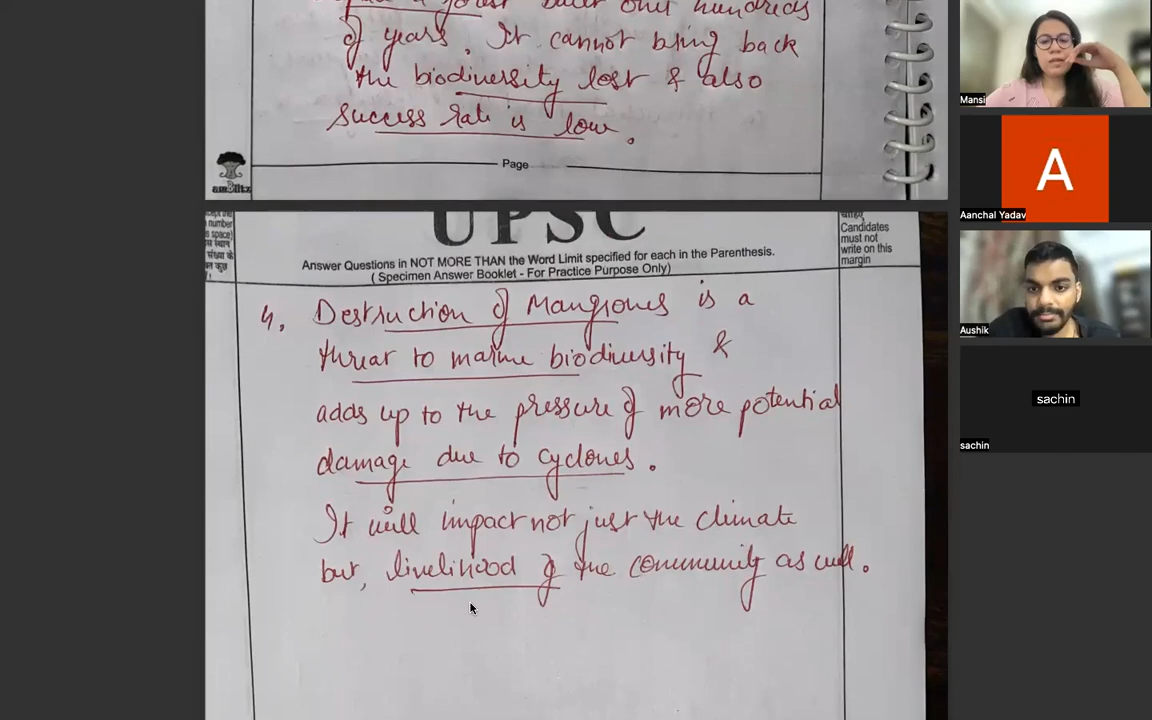 of years. It cannot bring back
the biodiversity lost & also
success rate is low.
Page
UPSC
Candidates
must not
write on this
margin
number
space)
Answer Questions in NOT MORE THAN the Word Limit specified for each in the Parenthesis.
( Specimen Answer Booklet - For Practice Purpose Only)
4. Destruction of Mangroves is a
threat to marine biodiversity &
adds up to the pressure of more potential
damage due to cyclones.
It will impact not just the climate
but, livelihood of the community as well.
Mansi
A
Aanchal Yadav
Aushik
sachin
sachin